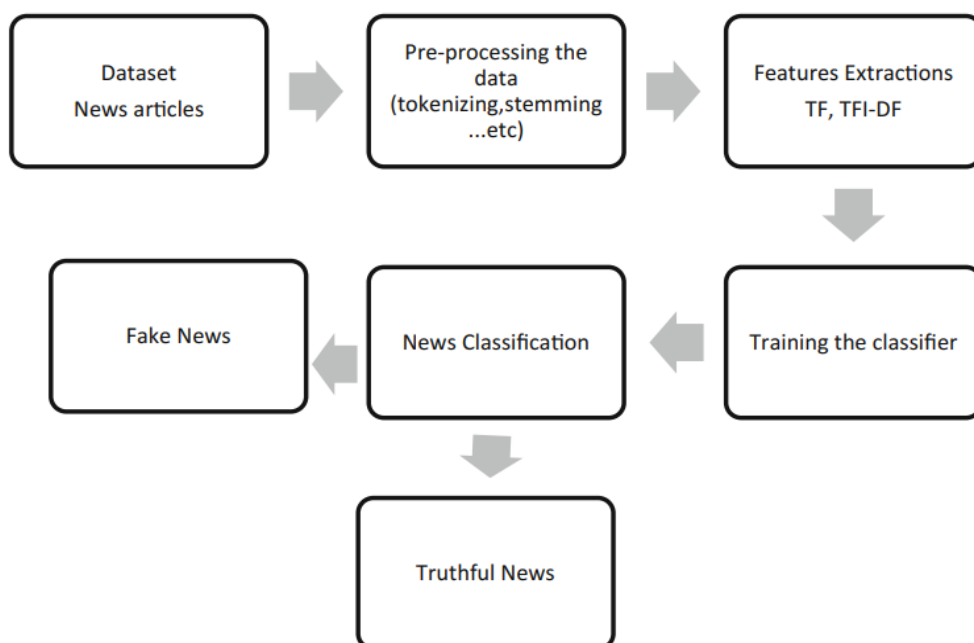 Dataset
News articles
Pre-processing the
data
(tokenizing,stemming
...etc)
Features Extractions
TF, TFI-DF
Fake News
News Classification
Training the classifier
Truthful News